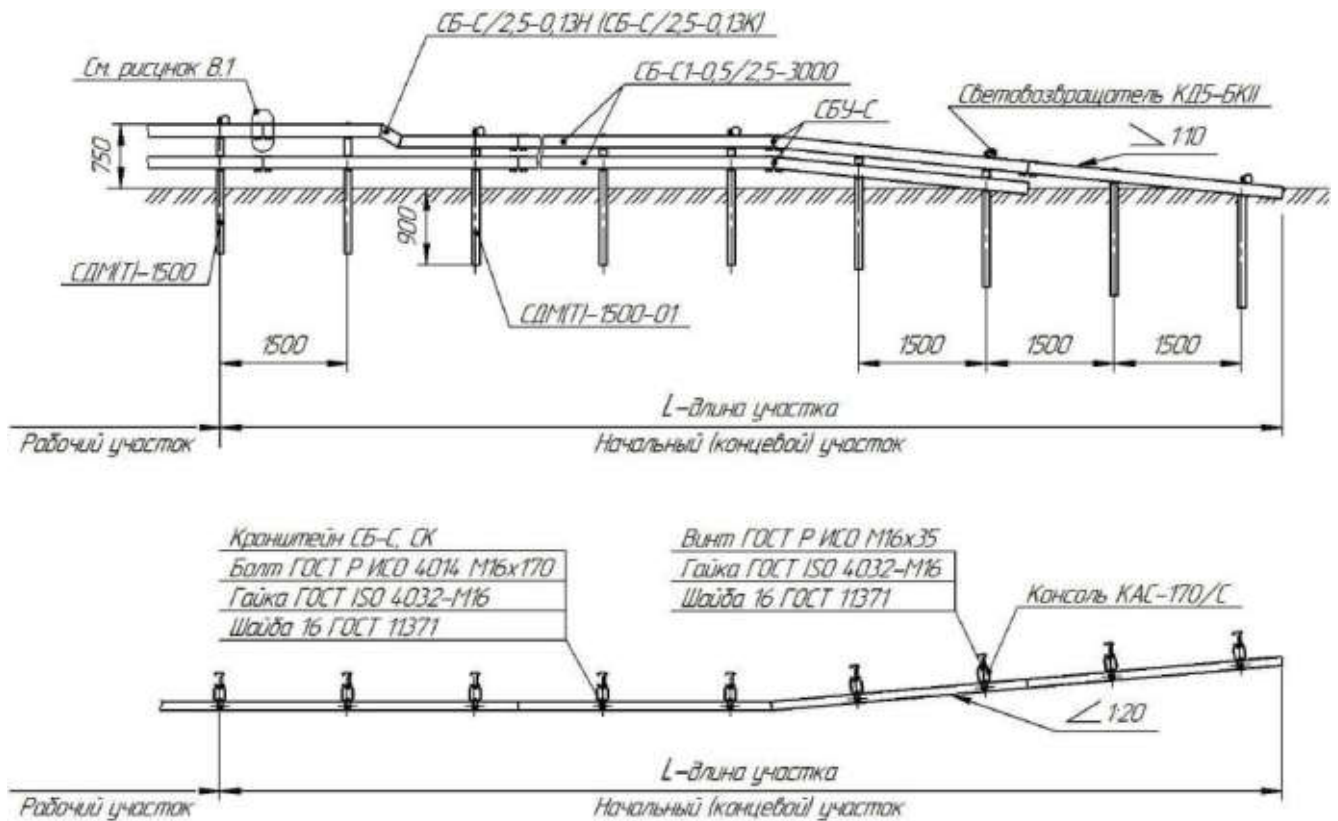 СБ-С/2,5-0,13Н (СБ-С/2,5-0,13К)
См. рисунок В.1
СБ-С1-0,5/2,5-3000
Световозвращатель КД5-БКII
СБУ-С
1:10
750
900
СДМ(Т)-1500
СДМ(Т)-1500-01
1500
1500
1500
1500
L-длина участка
Рабочий участок
Начальный (концевой) участок
Кронштейн СБ-С, СК
Болт ГОСТ Р ИСО 4014 М16х170
Гайка ГОСТ ISO 4032-М16
Шайба 16 ГОСТ 11371
Винт ГОСТ Р ИСО М16х35
Гайка ГОСТ ISO 4032-М16
Шайба 16 ГОСТ 11371
Консоль КАС-170/С
1:20
L-длина участка
Рабочий участок
Начальный (концевой) участок